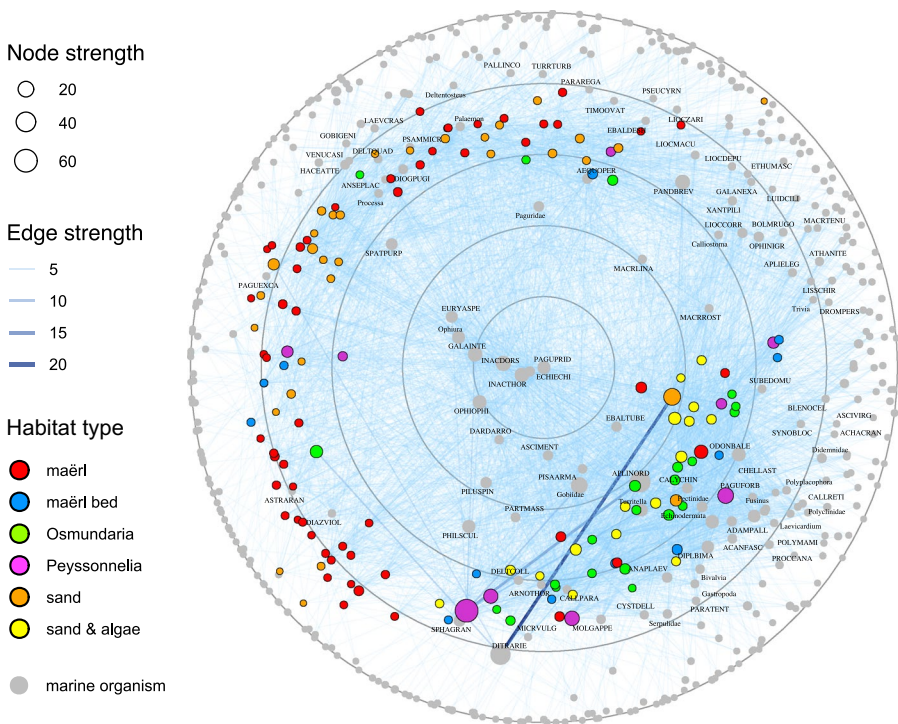 Node strength
20
40
60
Edge strength
5
10
15
20
Habitat type
maërl
maërl bed
Osmundaria
Peyssonnelia
sand
sand & algae
marine organism
PALLINCO
TURRTURB
Deltentosteus
PARAREGA
PSEUCYRN
LAEVCRAS
Palaemon
TIMOOVAT
LIOCZARI
GOBIGENI
PSAMMICR
EBALDEEN
LIOCMACU
VENUCASI
DELTQUAD
HACEATTE
DIOGPUGI
AEQUOPER
LIOCDEPU
ETHUMASC
ANSEPLAC
PANDBREV
GALANEXA
LUIDCILI
Processa
Paguridae
XANTPILI
LIOCCORR
BOLMRUGO
MACRTENU
Calliostoma
OPHINIGR
SPATPURP
ATHANITE
MACRLINA
APLIELEG
PAGUEXCA
LISSCHIR
EURYASPE
MACRROST
Trivia
DROMPERS
Ophiura
GALAINTE
INACDORS
PAGUPRID
ECHIECHI
INACTHOR
SUBEDOMU
OPHIOPHI
EBALTUBE
BLENOCEL
ASCIVIRG
DARDARRO
SYNOBLOC
ACHACRAN
ASCIMENT
ODONBALE
Didemnidae
CHELLAST
PISAARMA
APLINORD
CALYCHIN
PILUSPIN
Gobiidae
PAGUFORB
Polyplacophora
ASTRARAN
Turritella
Pectinidae
Fusinus
CALLRETI
PARTMASS
Echinodermata
Polyclinidae
DIAZVIOL
ADAMPALL
Laevicardium
PHILSCUL
ACANFASC
POLYMAMI
DIPLBIMA
PROCCANA
DELTCOLL
ANAPLAEV
Bivalvia
ARNOTHOR
CALLPARA
Gastropoda
CYSTDELL
PARATENT
SPHAGRAN
MICRVULG
MOLGAPPE
Serpulidae
DITRARIE